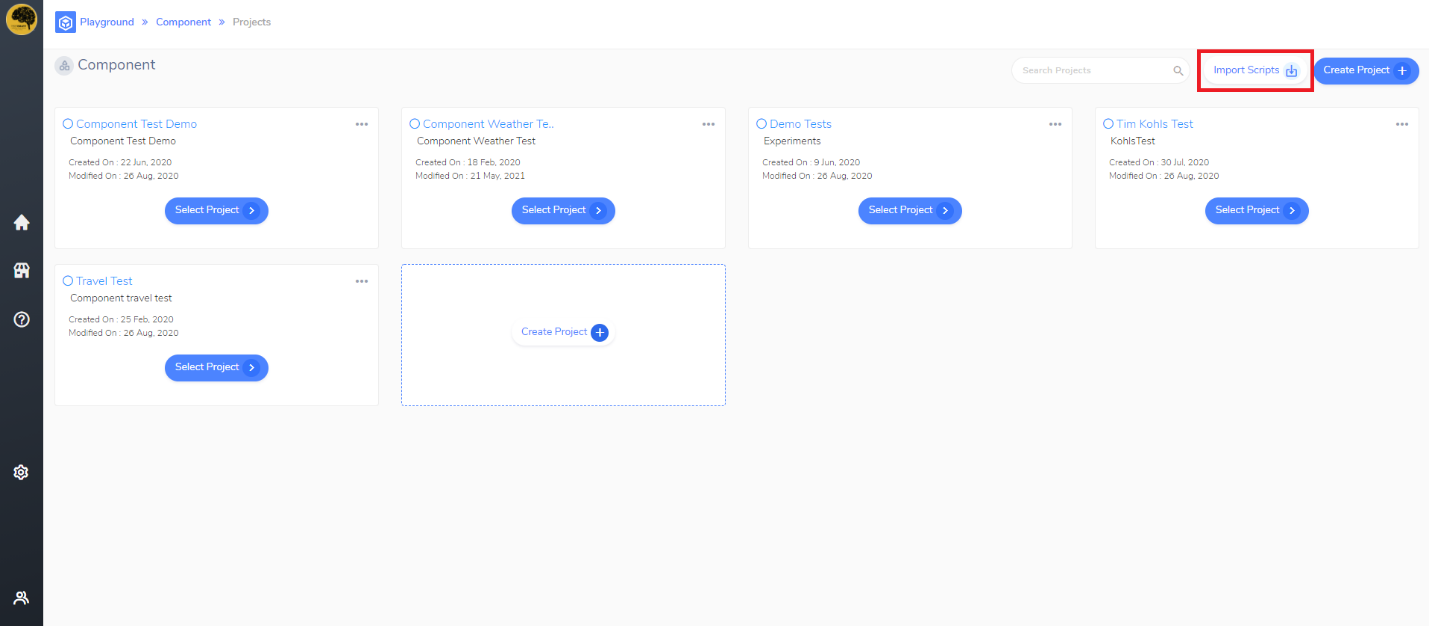 Playground » Component » Projects
Component
Search Projects
Import Scripts
Create Project
Component Test Demo
Component Test Demo
Created On : 22 Jun, 2020
Modified On : 26 Aug, 2020
Select Project
Component Weather Te..
Component Weather Test
Created On : 18 Feb, 2020
Modified On : 21 May, 2021
Select Project
Demo Tests
Experiments
Created On : 9 Jun, 2020
Modified On : 26 Aug, 2020
Select Project
Tim Kohls Test
KohlsTest
Created On : 30 Jul, 2020
Modified On : 26 Aug, 2020
Select Project
Travel Test
Component travel test
Created On : 25 Feb, 2020
Modified On : 26 Aug, 2020
Select Project
Create Project